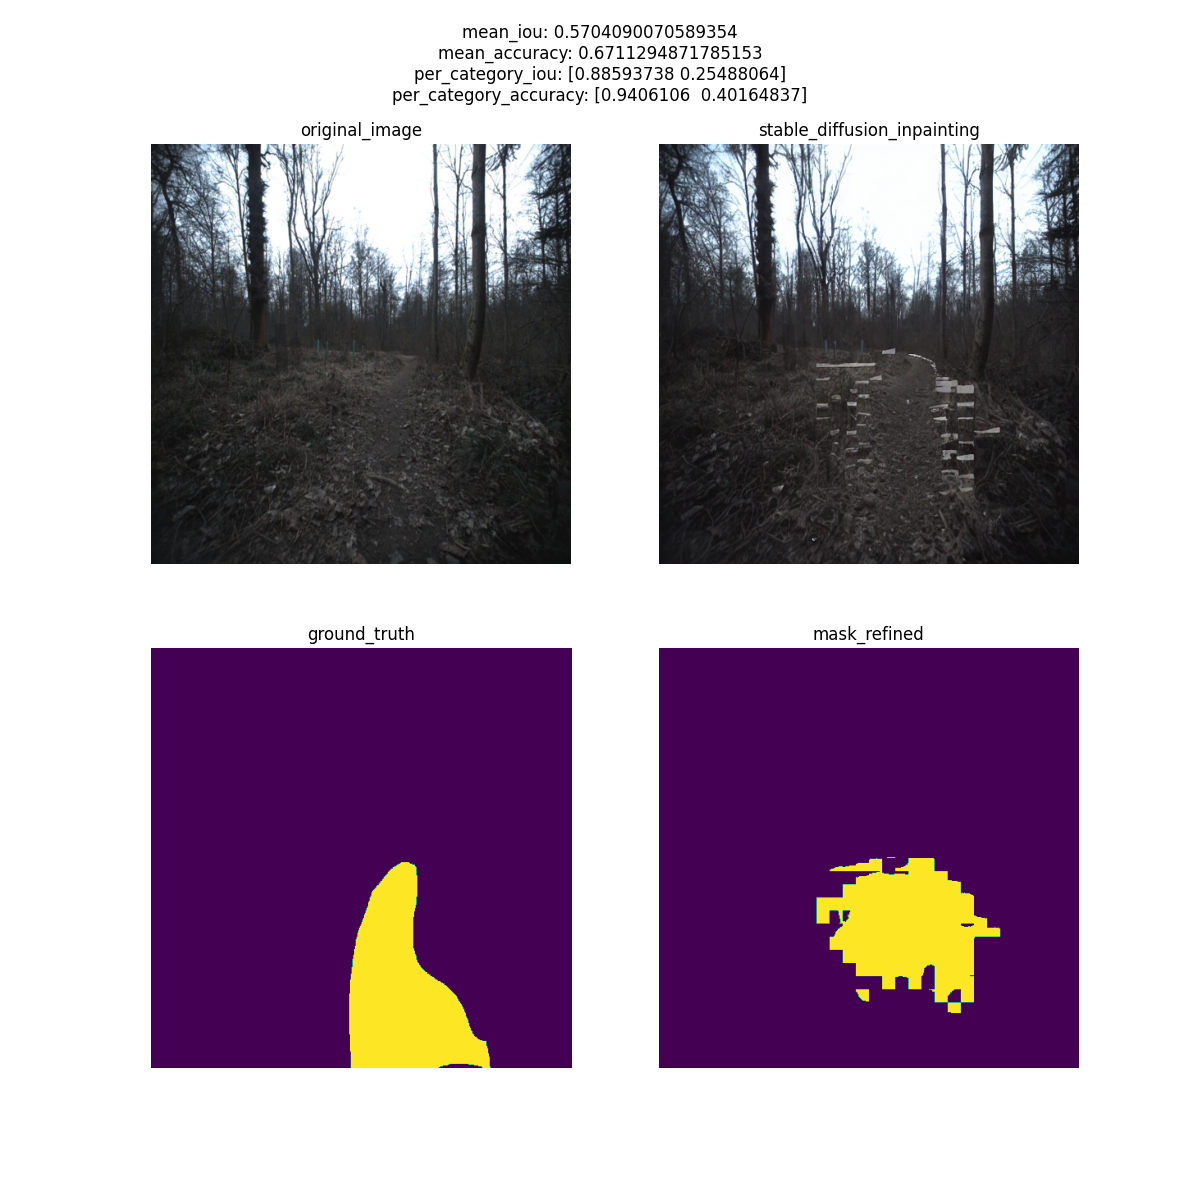 mean_iou: 0.5704090070589354
mean_accuracy: 0.6711294871785153
per_category_iou: [0.88593738 0.25488064]
per_category_accuracy: [0.9406106  0.40164837]
original_image
stable_diffusion_inpainting
ground_truth
mask_refined